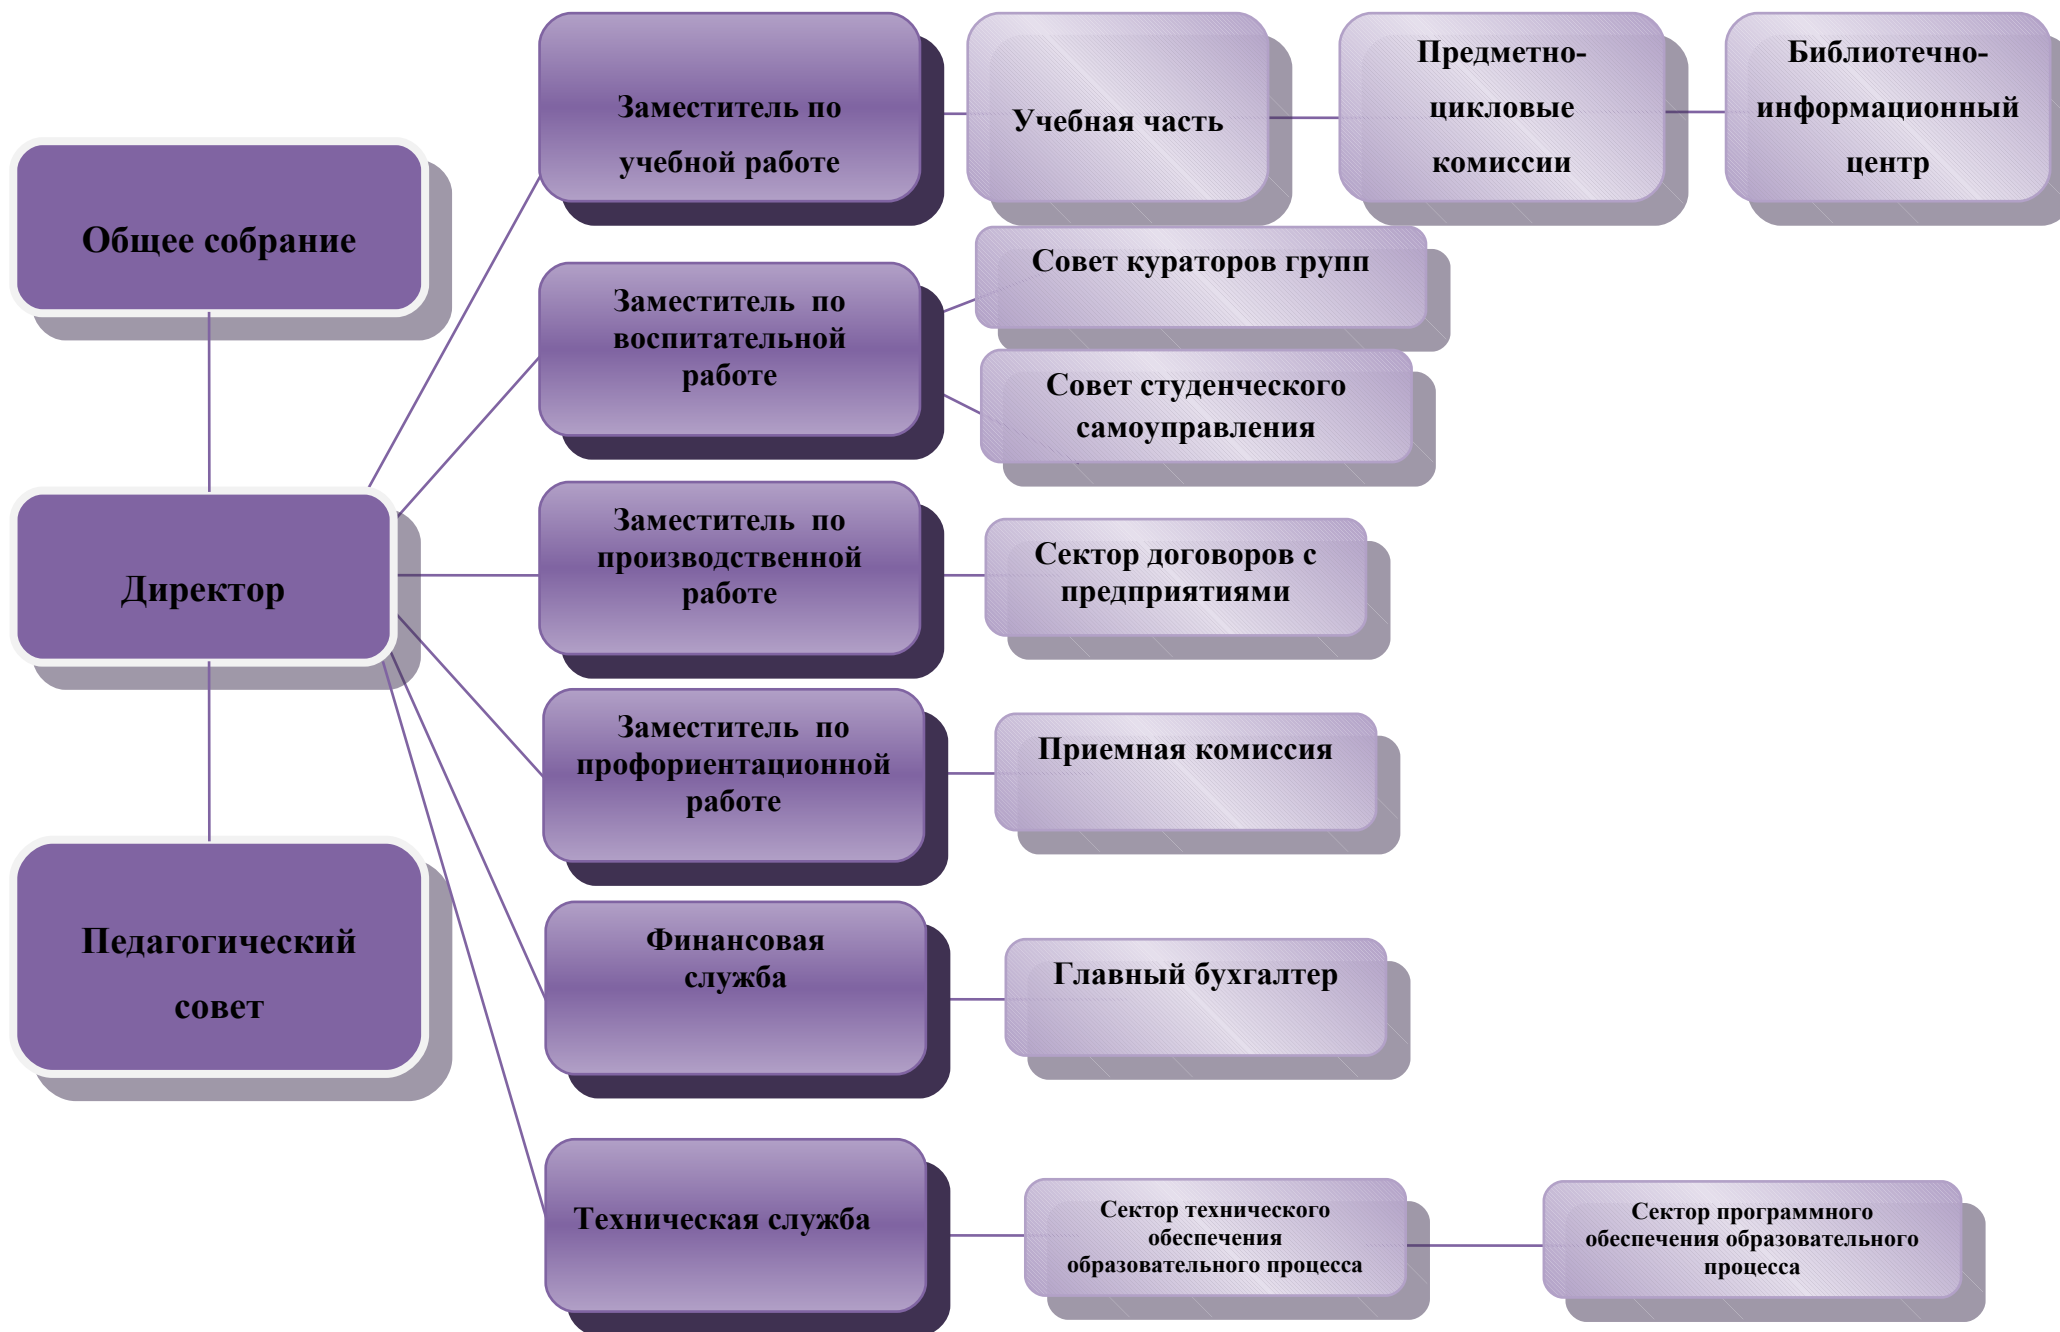 Общее собрание
Директор
Педагогический
совет
Заместитель по
учебной работе
Учебная часть
Предметно-
цикловые
комиссии
Библиотечно-
информационный
центр
Заместитель по
воспитательной
работе
Совет кураторов групп
Совет студенческого
самоуправления
Заместитель по
производственной
работе
Сектор договоров с
предприятиями
Заместитель по
профориентационной
работе
Приемная комиссия
Финансовая
служба
Главный бухгалтер
Техническая служба
Сектор технического
обеспечения
образовательного процесса
Сектор программного
обеспечения образовательного
процесса